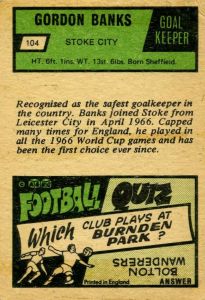 GORDON BANKS
GOAL KEEPER
104
STOKE CITY
HT. 6ft. 1ins. WT. 13st. 6lbs. Born Sheffield.
Recognised as the safest goalkeeper in
the country. Banks joined Stoke from
Leicester City in April 1966. Capped
many times for England, he played in
all the 1966 World Cup games and has
been the first choice ever since.
FOOTBALL QUIZ
Which CLUB PLAYS AT
BURNDEN
PARK?
BOLTON
WANDERERS
ANSWER
Printed in England